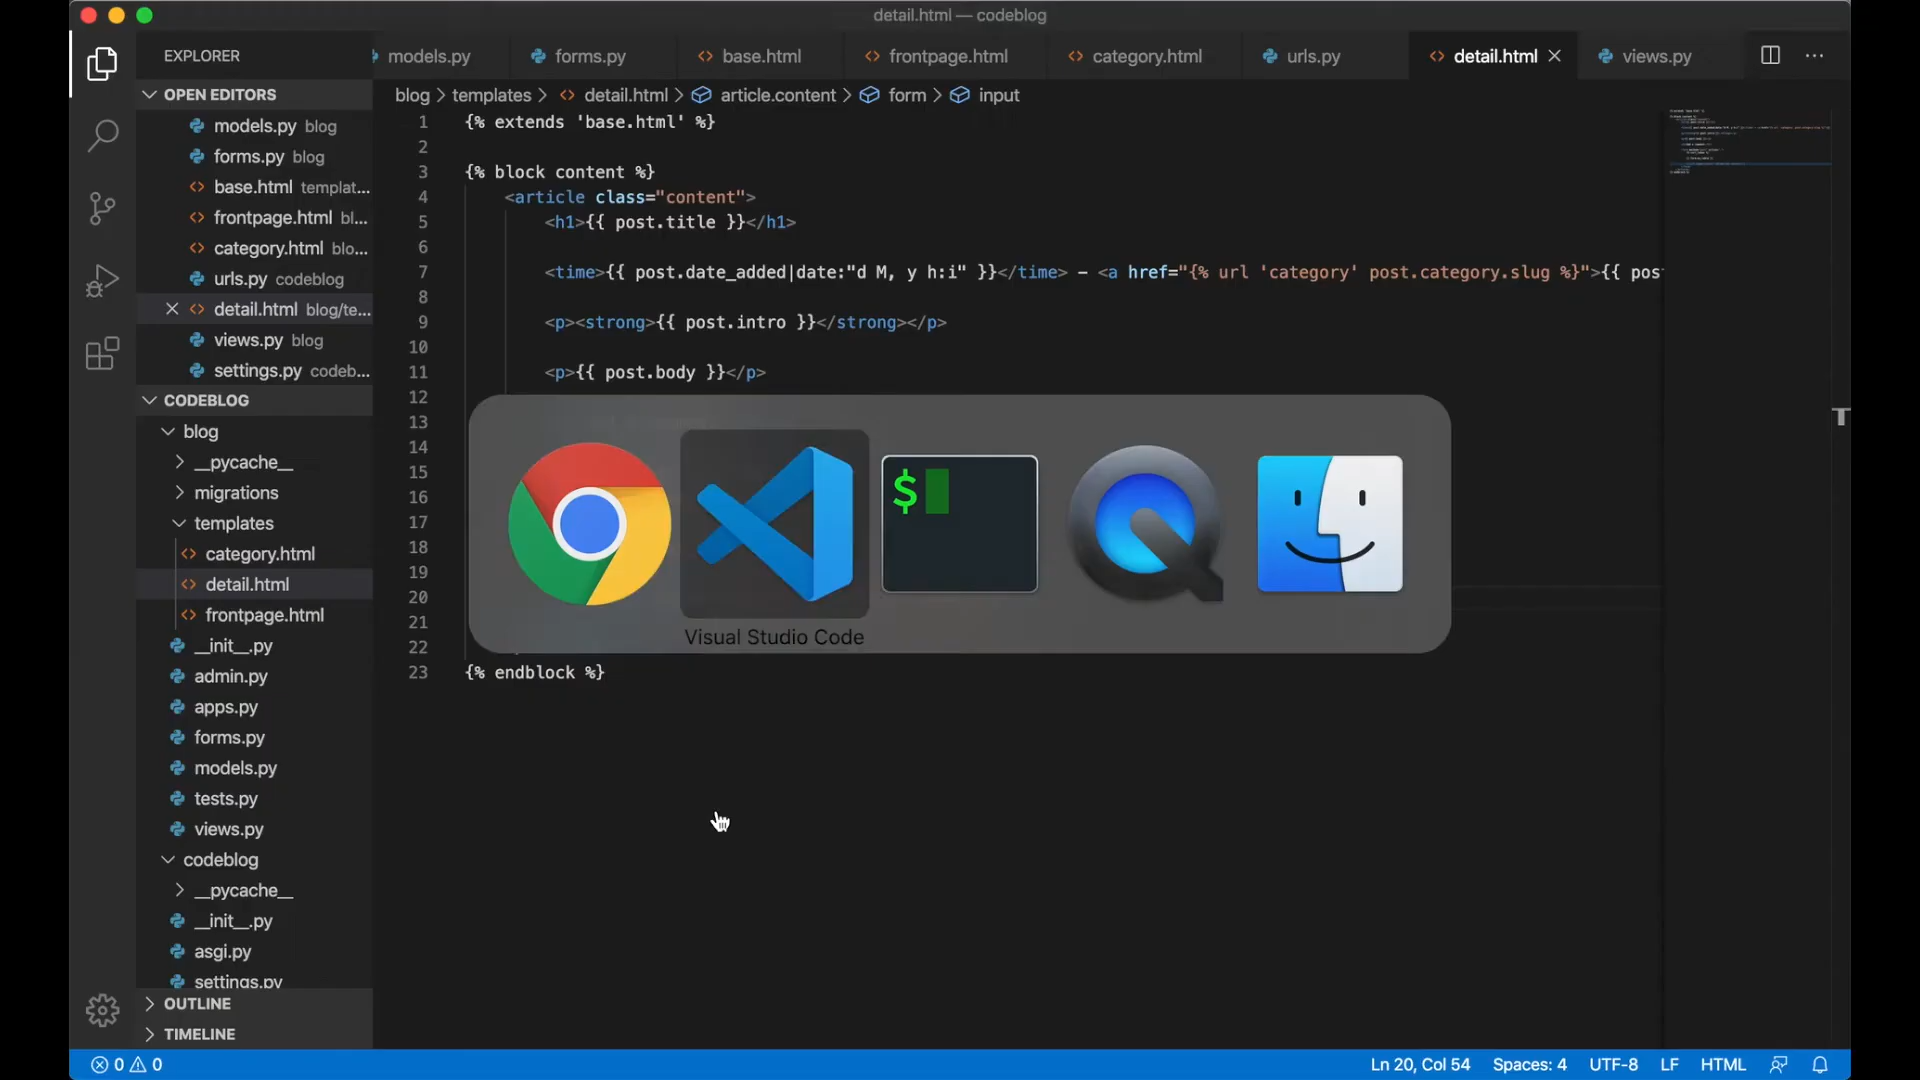 detail.html — codeblog
EXPLORER
models.py
forms.py
base.html
frontpage.html
category.html
urls.py
detail.html
views.py
OPEN EDITORS
models.py blog
forms.py blog
base.html templat...
frontpage.html bl...
category.html blo...
urls.py codeblog
detail.html blog/te...
views.py blog
settings.py codeb...
CODEBLOG
blog
__pycache__
migrations
templates
category.html
detail.html
frontpage.html
__init__.py
admin.py
apps.py
forms.py
models.py
tests.py
views.py
codeblog
__pycache__
__init__.py
asgi.py
settings.py
OUTLINE
TIMELINE
blog > templates > detail.html > article.content > form > input
1 {% extends 'base.html' %}
2
3 {% block content %}
4 <article class="content">
5 <h1>{{ post.title }}</h1>
6
7 <time>{{ post.date_added|date:"d M, y h:i" }}</time> - <a href="{% url 'category' post.category.slug %}">{{ pos
8
9 <p><strong>{{ post.intro }}</strong></p>
10
11 <p>{{ post.body }}</p>
12
13
14
15
16
17
18
19
20
21
22
23 {% endblock %}
$
Visual Studio Code
0 0
Ln 20, Col 54
Spaces: 4
UTF-8
LF
HTML